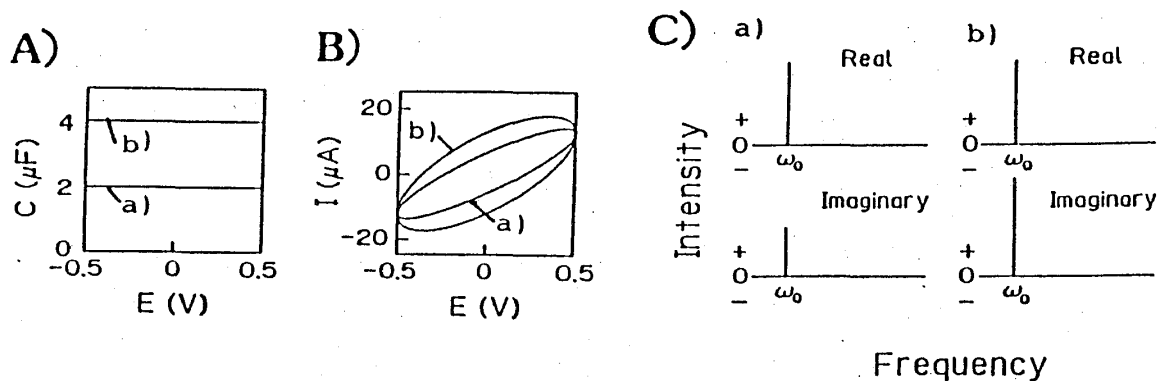 A)
C (μF)
4
2
0
b)
a)
-0.5
0
0.5
E (V)
B)
I (μA)
20
0
-20
b)
a)
-0.5
0
0.5
E (V)
C)
a)
b)
Intensity
Real
+
0
-
ω₀
Real
+
0
-
ω₀
Imaginary
+
0
-
ω₀
Imaginary
+
0
-
ω₀
Frequency